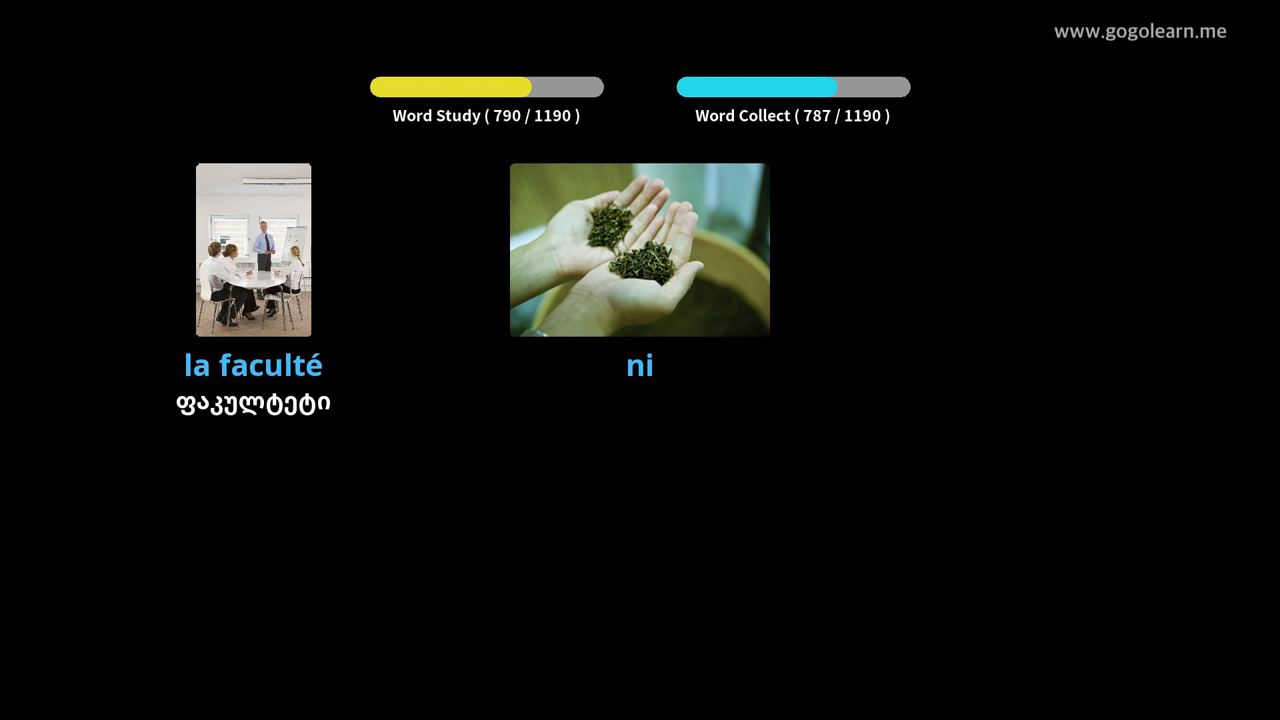 www.gogolearn.me
Word Study ( 790 / 1190 )
Word Collect ( 787 / 1190 )
la faculté
ფაკულტეტი
ni